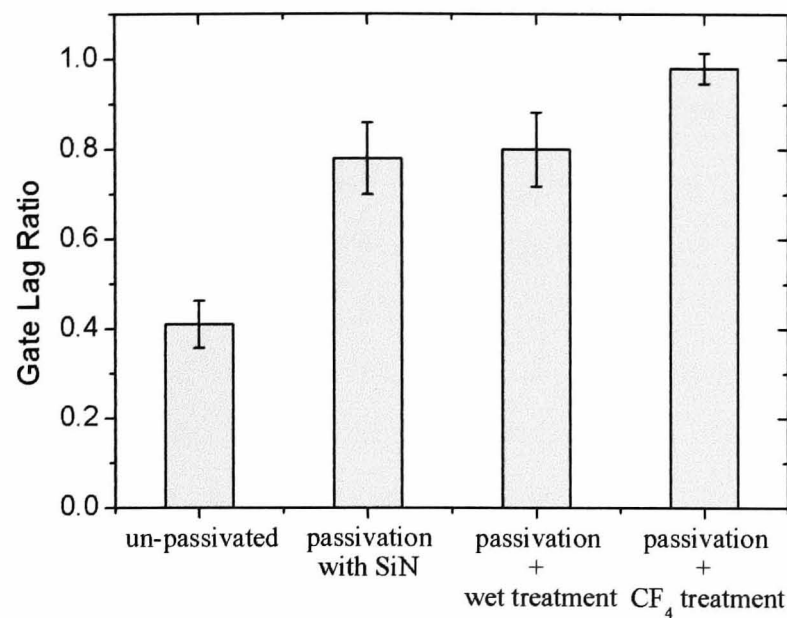 Gate Lag Ratio
1.0
0.8
0.6
0.4
0.2
0.0
un-passivated
passivation
with SiN
passivation
+
wet treatment
passivation
+
CF₄ treatment